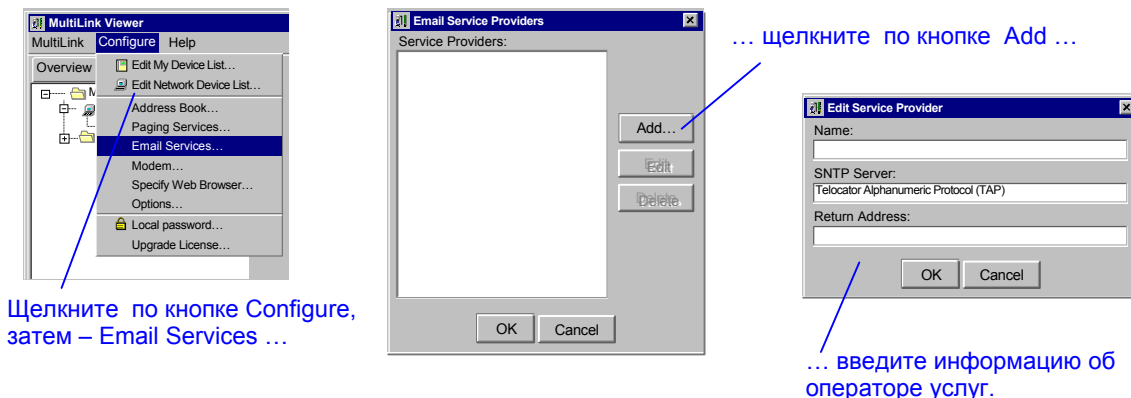 MultiLink Viewer
MultiLink Configure Help
Overview
Edit My Device List…
Edit Network Device List…
Address Book…
Paging Services…
Email Services…
Modem…
Specify Web Browser…
Options…
Local password…
Upgrade License…
Щелкните по кнопке Configure,
затем – Email Services …
Email Service Providers
Service Providers:
Add…
Edit
Delete
OK Cancel
… щелкните по кнопке Add …
Edit Service Provider
Name:
SNTP Server:
Telocator Alphanumeric Protocol (TAP)
Return Address:
OK Cancel
… введите информацию об
операторе услуг.